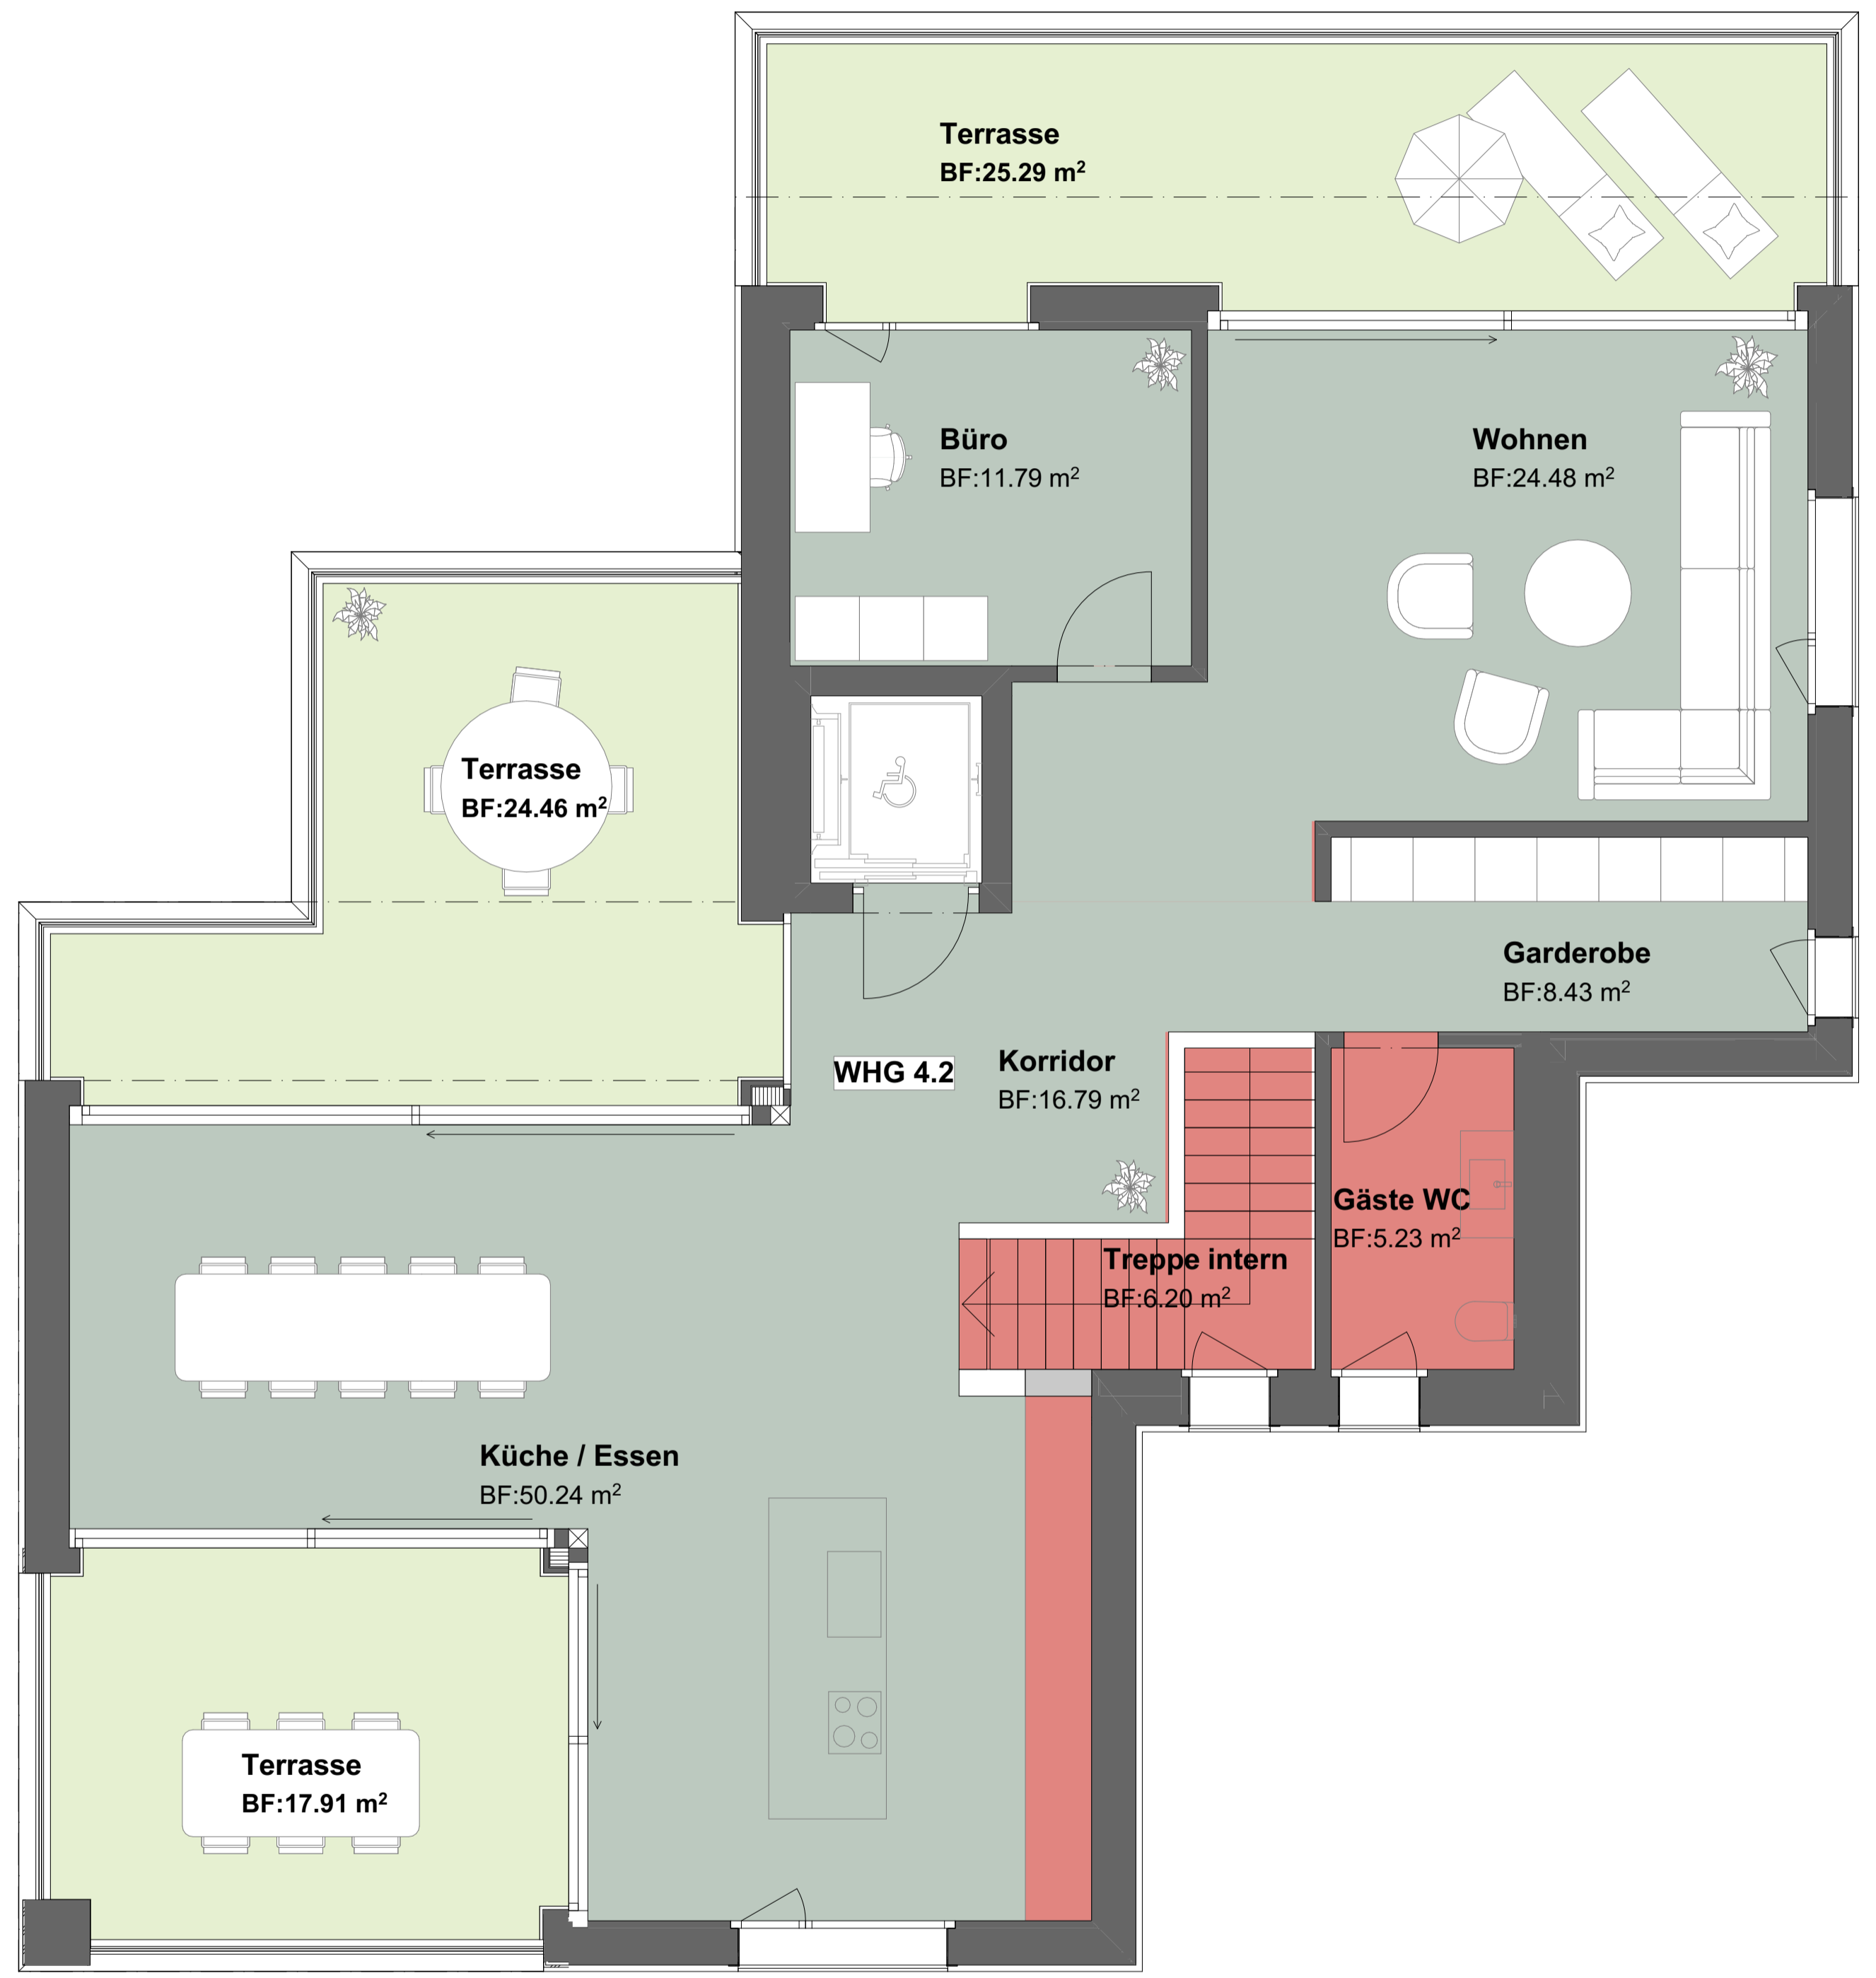 Terrasse
BF:25.29 m²
Büro
BF:11.79 m²
Wohnen
BF:24.48 m²
Terrasse
BF:24.46 m²
Garderobe
BF:8.43 m²
WHG 4.2
Korridor
BF:16.79 m²
Gäste WC
BF:5.23 m²
Treppe intern
BF:6.20 m²
Küche / Essen
BF:50.24 m²
Terrasse
BF:17.91 m²